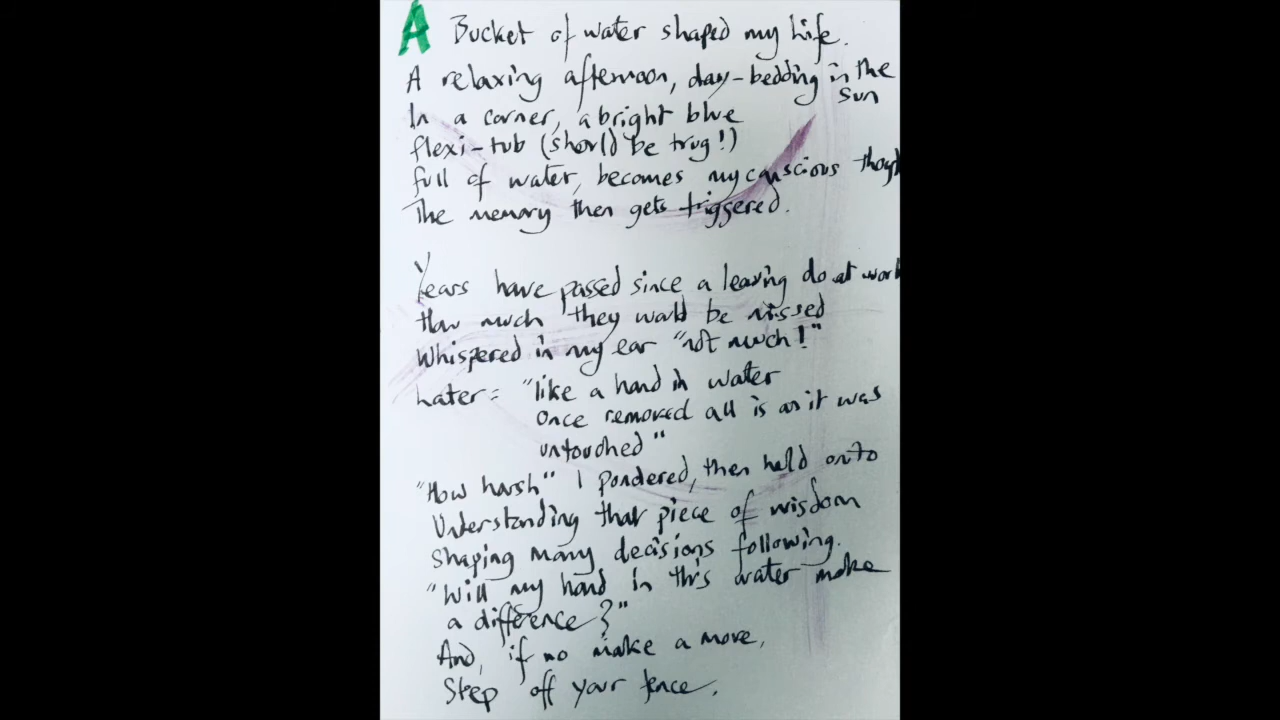 A Bucket of water shaped my life.
A relaxing afternoon, day-bedding in the
sun
In a corner, a bright blue
flexi-tub (should be trug!)
full of water, becomes my conscious though
The memory then gets triggered.
Years have passed since a leaving do at work
How much they would be missed
Whispered in my ear "not much!"
Later = "like a hand in water
once removed all is as it was
untouched"
"How harsh" I pondered, then held onto
Understanding that piece of wisdom
Shaping many decisions following.
"Will my hand in this water make
a difference?"
And, if no make a move,
Step off your fence.